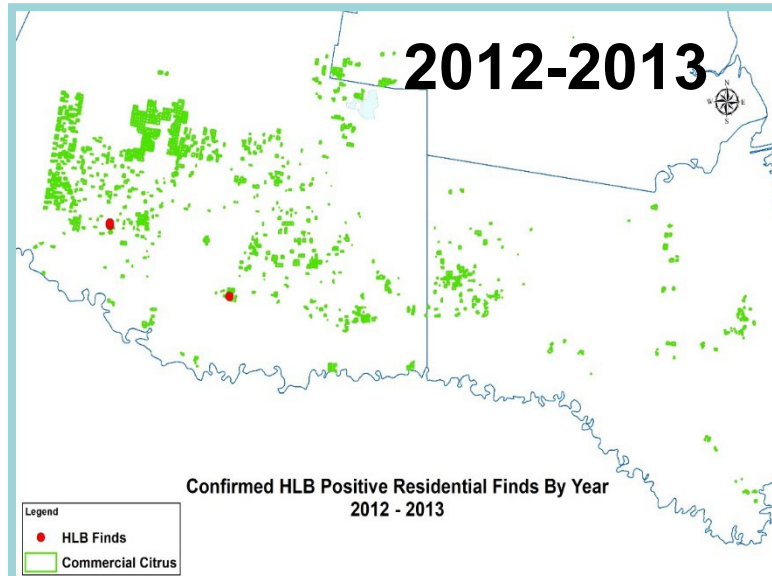 2012-2013
N
W E
S
Confirmed HLB Positive Residential Finds By Year
2012 - 2013
Legend
HLB Finds
Commercial Citrus